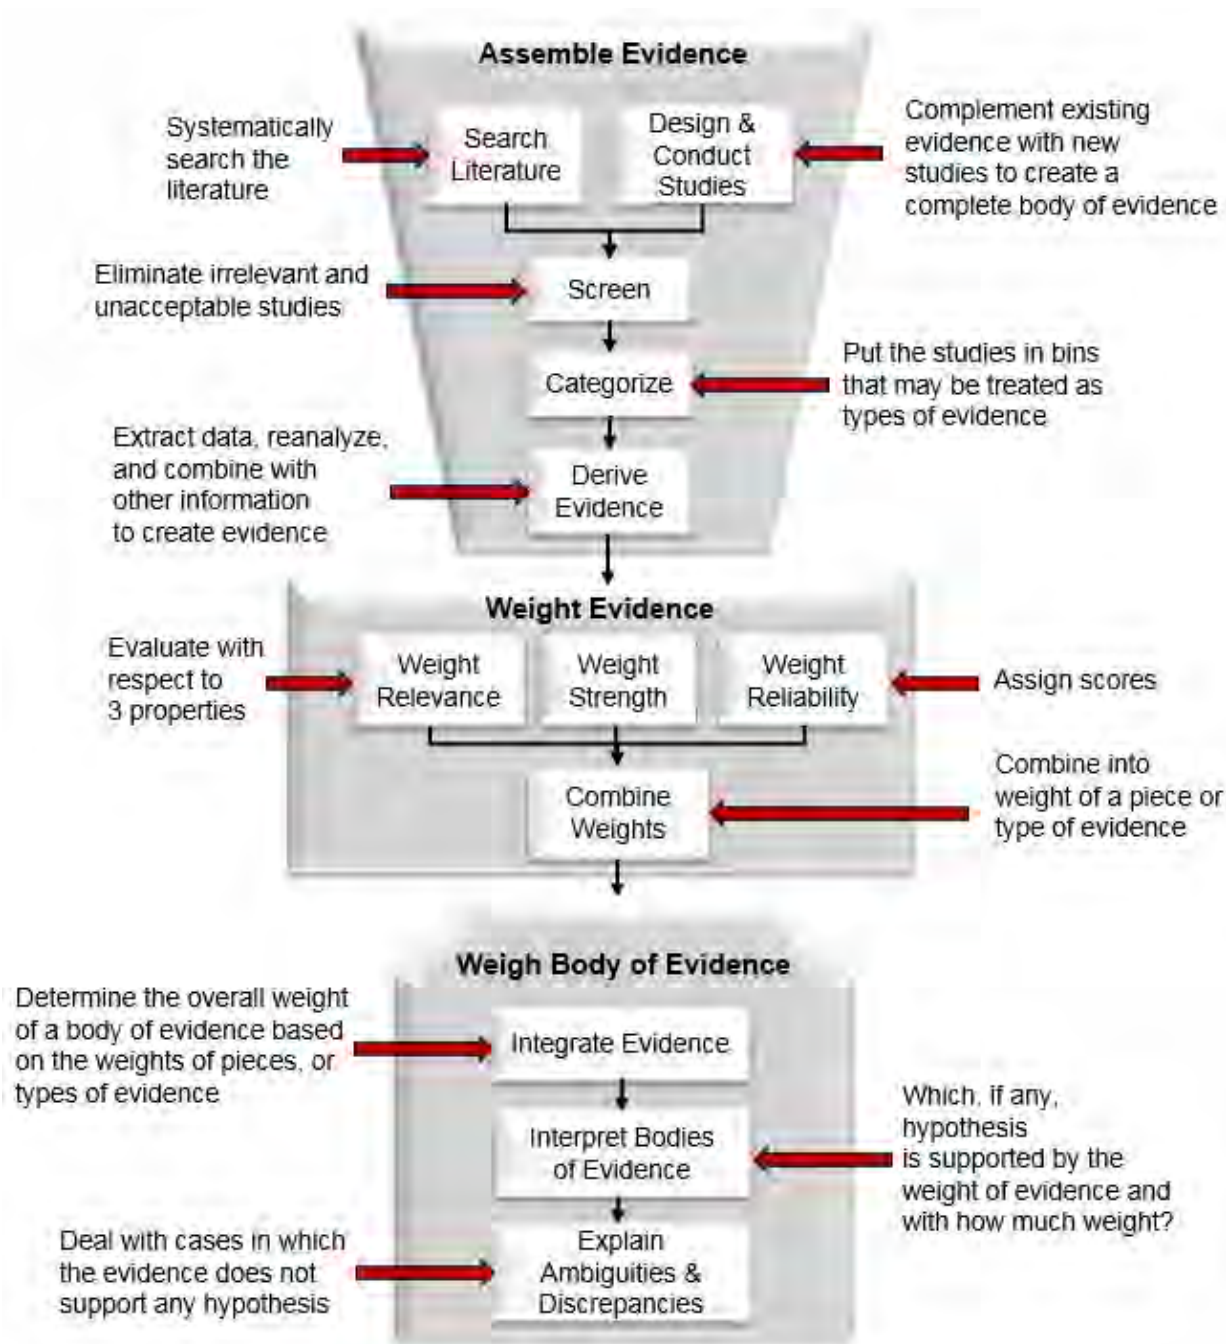 Assemble Evidence
Systematically
search the
literature
Search
Literature
Design &
Conduct
Studies
Complement existing
evidence with new
studies to create a
complete body of evidence
Eliminate irrelevant and
unacceptable studies
Screen
Categorize
Put the studies in bins
that may be treated as
types of evidence
Extract data, reanalyze,
and combine with
other information
to create evidence
Derive
Evidence
Weight Evidence
Evaluate with
respect to
3 properties
Weight
Relevance
Weight
Strength
Weight
Reliability
Assign scores
Combine
Weights
Combine into
weight of a piece or
type of evidence
Weigh Body of Evidence
Determine the overall weight
of a body of evidence based
on the weights of pieces, or
types of evidence
Integrate Evidence
Interpret Bodies
of Evidence
Which, if any,
hypothesis
is supported by the
weight of evidence and
with how much weight?
Deal with cases in which
the evidence does not
support any hypothesis
Explain
Ambiguities &
Discrepancies